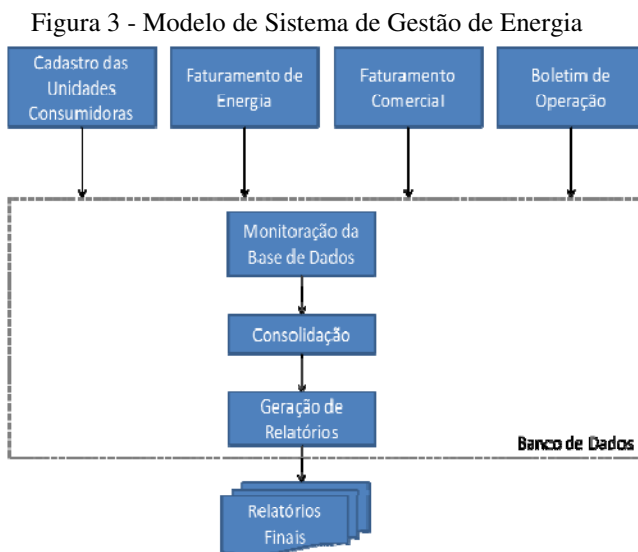 Figura 3 - Modelo de Sistema de Gestão de Energia
Cadastro das
Unidades
Consumidoras
Faturamento de
Energia
Faturamento
Comercial
Boletim de
Operação
Monitoração da
Base de Dados
Consolidação
Geração de
Relatórios
Banco de Dados
Relatórios
Finais